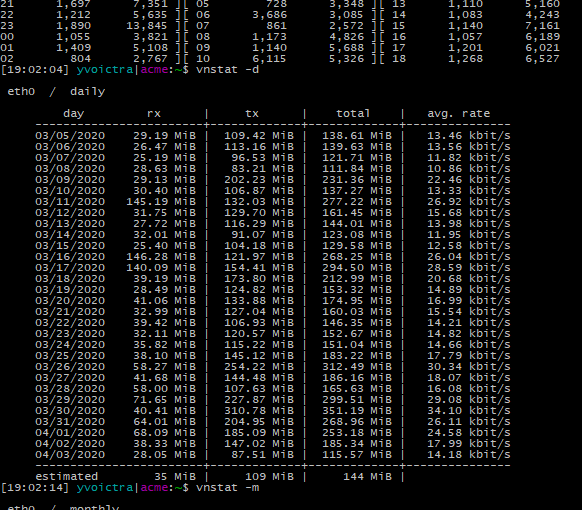 21 1,697 7,351 ][ 05 728 3,348 ][ 13 1,110 5,160
22 1,212 5,635 ][ 06 3,686 3,085 ][ 14 1,083 4,243
23 1,890 13,845 ][ 07 861 2,572 ][ 15 1,140 7,161
00 1,055 3,821 ][ 08 1,173 4,826 ][ 16 1,057 6,189
01 1,409 5,108 ][ 09 1,140 5,688 ][ 17 1,201 6,021
02 804 2,767 ][ 10 6,115 5,326 ][ 18 1,268 6,527
[19:02:04] yvoictra|acme:~$ vnstat -d
eth0 / daily
day rx | tx | total | avg. rate
------------------------+-------------+-------------+---------------
03/05/2020 29.19 MiB | 109.42 MiB | 138.61 MiB | 13.46 kbit/s
03/06/2020 26.47 MiB | 113.16 MiB | 139.63 MiB | 13.56 kbit/s
03/07/2020 25.19 MiB | 96.53 MiB | 121.71 MiB | 11.82 kbit/s
03/08/2020 28.63 MiB | 83.21 MiB | 111.84 MiB | 10.86 kbit/s
03/09/2020 29.13 MiB | 202.23 MiB | 231.36 MiB | 22.46 kbit/s
03/10/2020 30.40 MiB | 106.87 MiB | 137.27 MiB | 13.33 kbit/s
03/11/2020 145.19 MiB | 132.03 MiB | 277.22 MiB | 26.92 kbit/s
03/12/2020 31.75 MiB | 129.70 MiB | 161.45 MiB | 15.68 kbit/s
03/13/2020 27.72 MiB | 116.29 MiB | 144.01 MiB | 13.98 kbit/s
03/14/2020 32.01 MiB | 91.07 MiB | 123.08 MiB | 11.95 kbit/s
03/15/2020 25.40 MiB | 104.18 MiB | 129.58 MiB | 12.58 kbit/s
03/16/2020 146.28 MiB | 121.97 MiB | 268.25 MiB | 26.04 kbit/s
03/17/2020 140.09 MiB | 154.41 MiB | 294.50 MiB | 28.59 kbit/s
03/18/2020 39.19 MiB | 173.80 MiB | 212.99 MiB | 20.68 kbit/s
03/19/2020 28.49 MiB | 124.82 MiB | 153.32 MiB | 14.89 kbit/s
03/20/2020 41.06 MiB | 133.88 MiB | 174.95 MiB | 16.99 kbit/s
03/21/2020 32.99 MiB | 127.04 MiB | 160.03 MiB | 15.54 kbit/s
03/22/2020 39.42 MiB | 106.93 MiB | 146.35 MiB | 14.21 kbit/s
03/23/2020 32.11 MiB | 120.57 MiB | 152.67 MiB | 14.82 kbit/s
03/24/2020 35.82 MiB | 115.22 MiB | 151.04 MiB | 14.66 kbit/s
03/25/2020 38.10 MiB | 145.12 MiB | 183.22 MiB | 17.79 kbit/s
03/26/2020 58.27 MiB | 254.22 MiB | 312.49 MiB | 30.34 kbit/s
03/27/2020 41.68 MiB | 144.48 MiB | 186.16 MiB | 18.07 kbit/s
03/28/2020 58.00 MiB | 107.63 MiB | 165.63 MiB | 16.08 kbit/s
03/29/2020 71.65 MiB | 227.87 MiB | 299.51 MiB | 29.08 kbit/s
03/30/2020 40.41 MiB | 310.78 MiB | 351.19 MiB | 34.10 kbit/s
03/31/2020 64.01 MiB | 204.95 MiB | 268.96 MiB | 26.11 kbit/s
04/01/2020 68.09 MiB | 185.09 MiB | 253.18 MiB | 24.58 kbit/s
04/02/2020 38.33 MiB | 147.02 MiB | 185.34 MiB | 17.99 kbit/s
04/03/2020 28.05 MiB | 87.51 MiB | 115.57 MiB | 14.18 kbit/s
------------------------+-------------+-------------+---------------
estimated 35 MiB | 109 MiB | 144 MiB |
[19:02:14] yvoictra|acme:~$ vnstat -m
eth0 / monthly